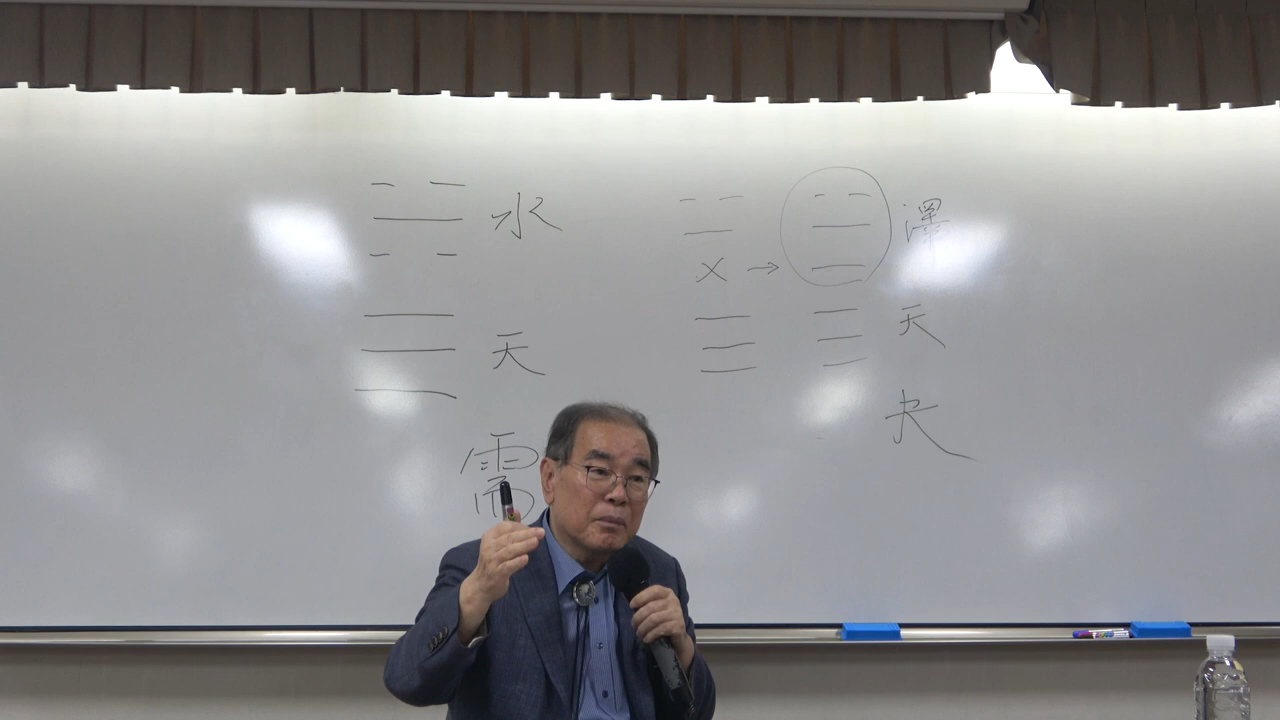 水
天
需
澤
X →
天
夬